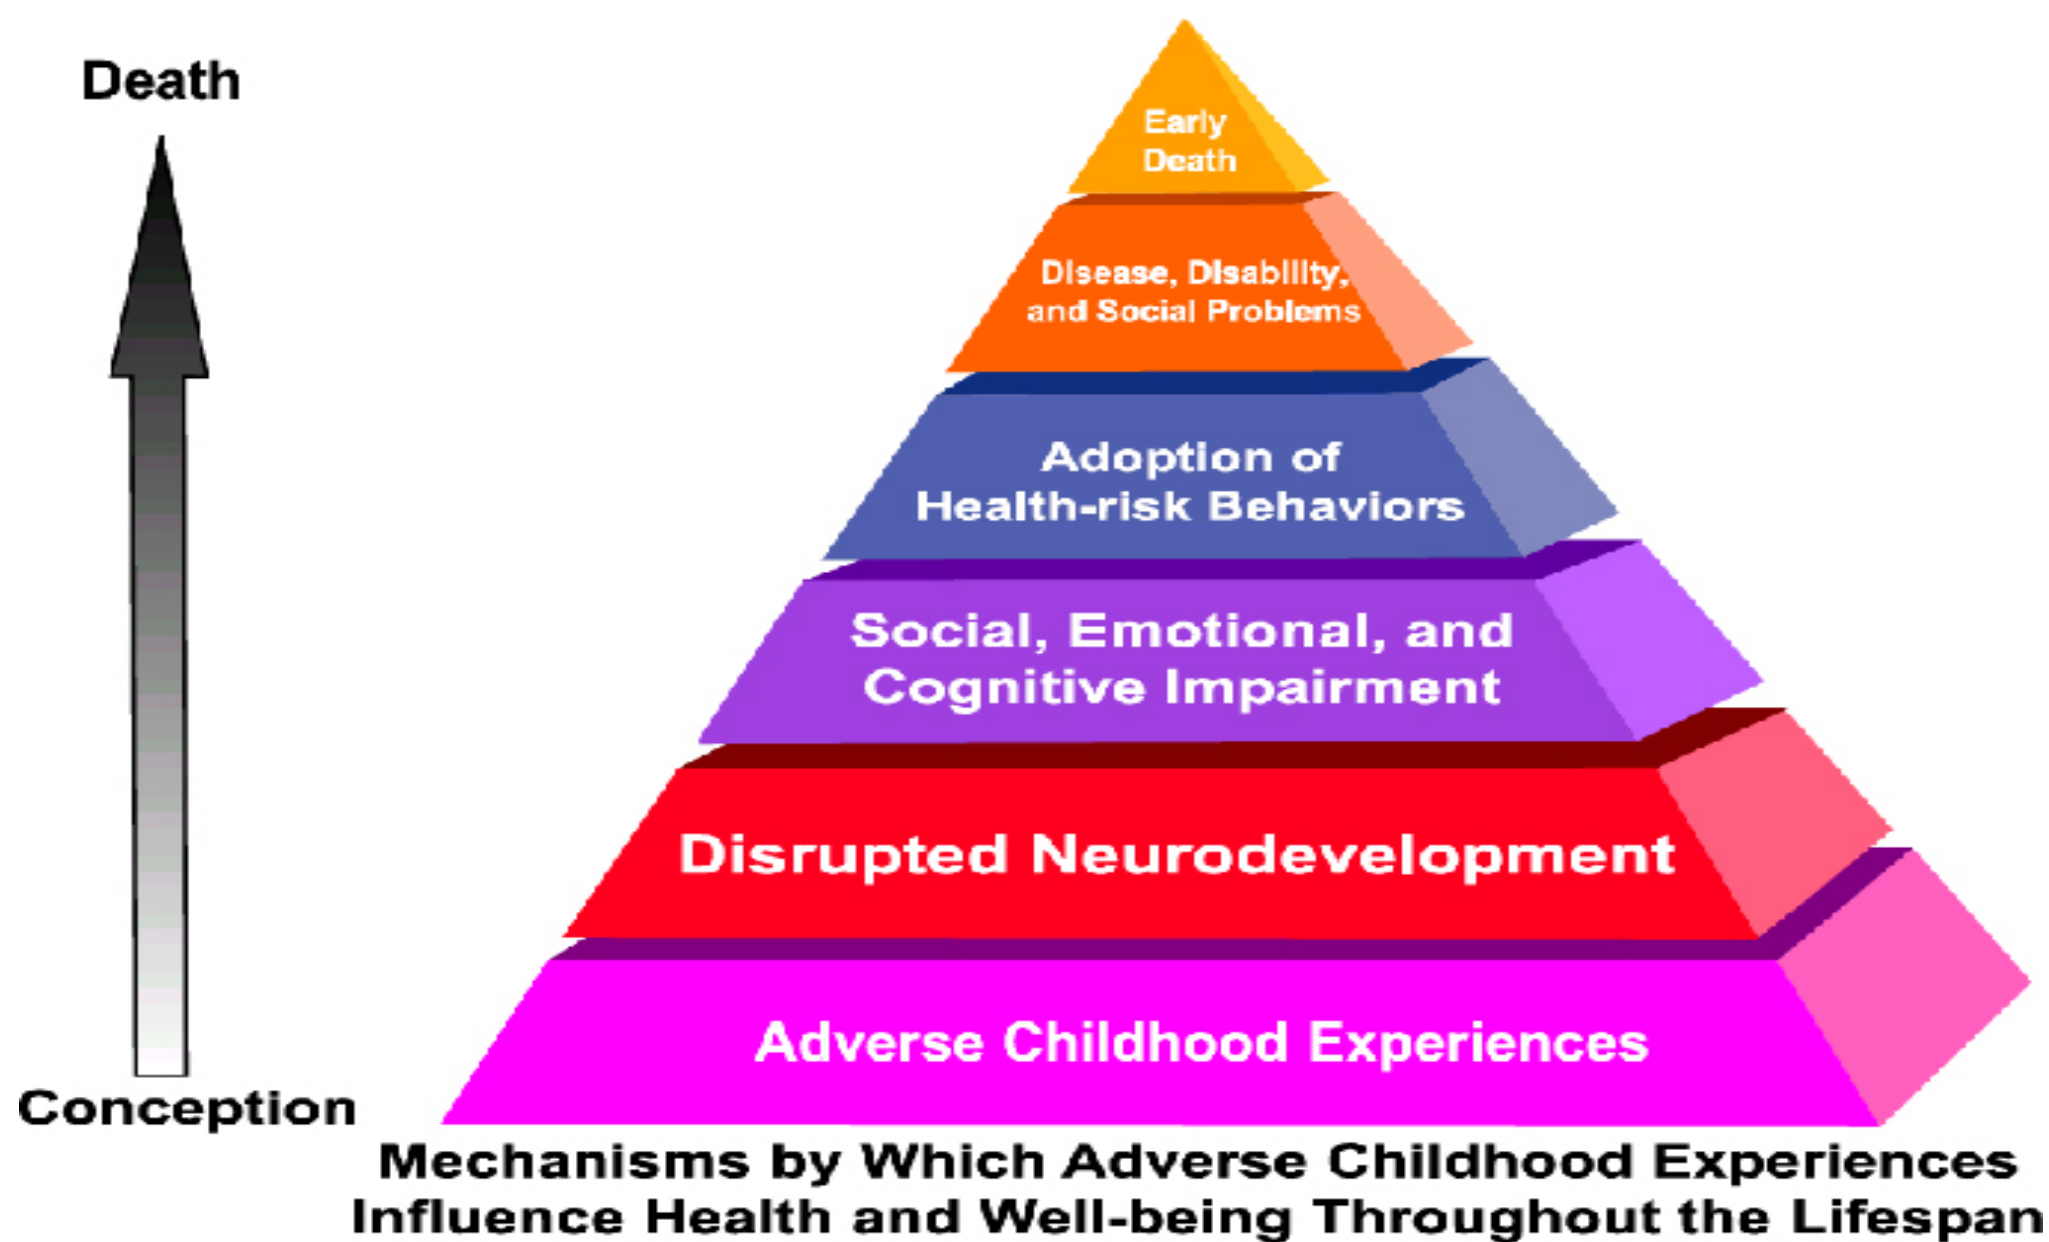 Death
Early
Death
Disease, Disability,
and Social Problems
Adoption of
Health-risk Behaviors
Social, Emotional, and
Cognitive Impairment
Disrupted Neurodevelopment
Adverse Childhood Experiences
Conception
Mechanisms by Which Adverse Childhood Experiences
Influence Health and Well-being Throughout the Lifespan